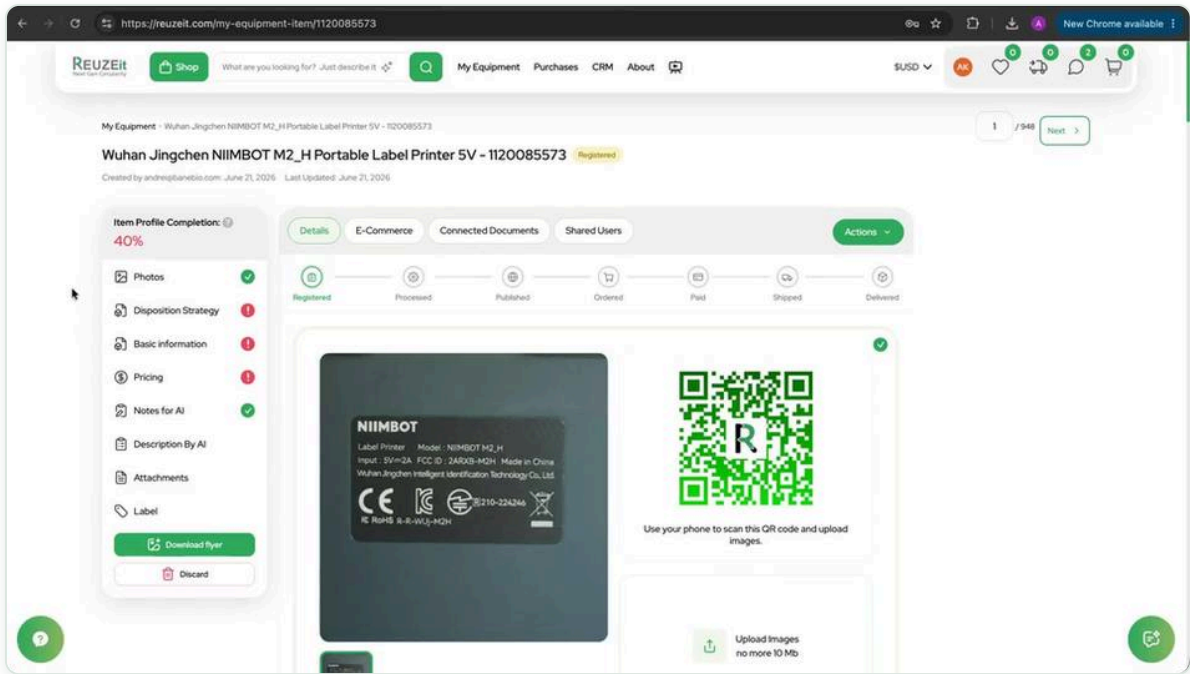 https://reuzeit.com/my-equipment-item/1120085573
New Chrome available
REUZEit
Next Gen Circularity
Shop
What are you looking for? Just describe it
My Equipment Purchases CRM About
$USD
AK
0 0 2 0
My Equipment - Wuhan Jingchen NIIMBOT M2_H Portable Label Printer 5V - 1120085573
1 / 948 Next >
Wuhan Jingchen NIIMBOT M2_H Portable Label Printer 5V - 1120085573 Registered
Created by andres@banebio.com: June 21, 2026 Last Updated: June 21, 2026
Item Profile Completion:
40%
Photos
Disposition Strategy
Basic information
Pricing
Notes for AI
Description By AI
Attachments
Label
Download flyer
Discard
Details E-Commerce Connected Documents Shared Users Actions
Registered Processed Published Ordered Paid Shipped Delivered
NIIMBOT
Label Printer Model : NIIMBOT M2_H
Input : 5V⎓2A FCC ID : 2ARXB-M2H Made in China
Wuhan Jingchen Intelligent Identification Technology Co., Ltd.
CE 210-224246
RoHS R-R-WUj-M2H
R
Use your phone to scan this QR code and upload
images.
Upload Images
no more 10 Mb